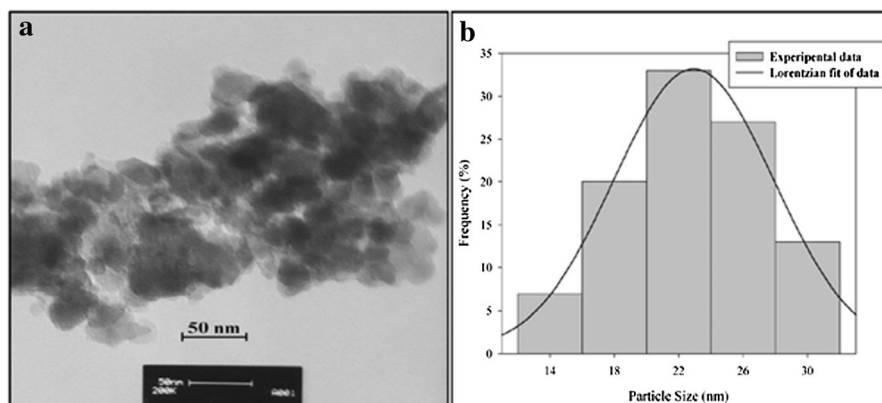 a
50 nm
50nm
200K
A001
b
Experipental data
Lorentzian fit of data
Frequency (%)
35
30
25
20
15
10
5
0
14 18 22 26 30
Particle Size (nm)